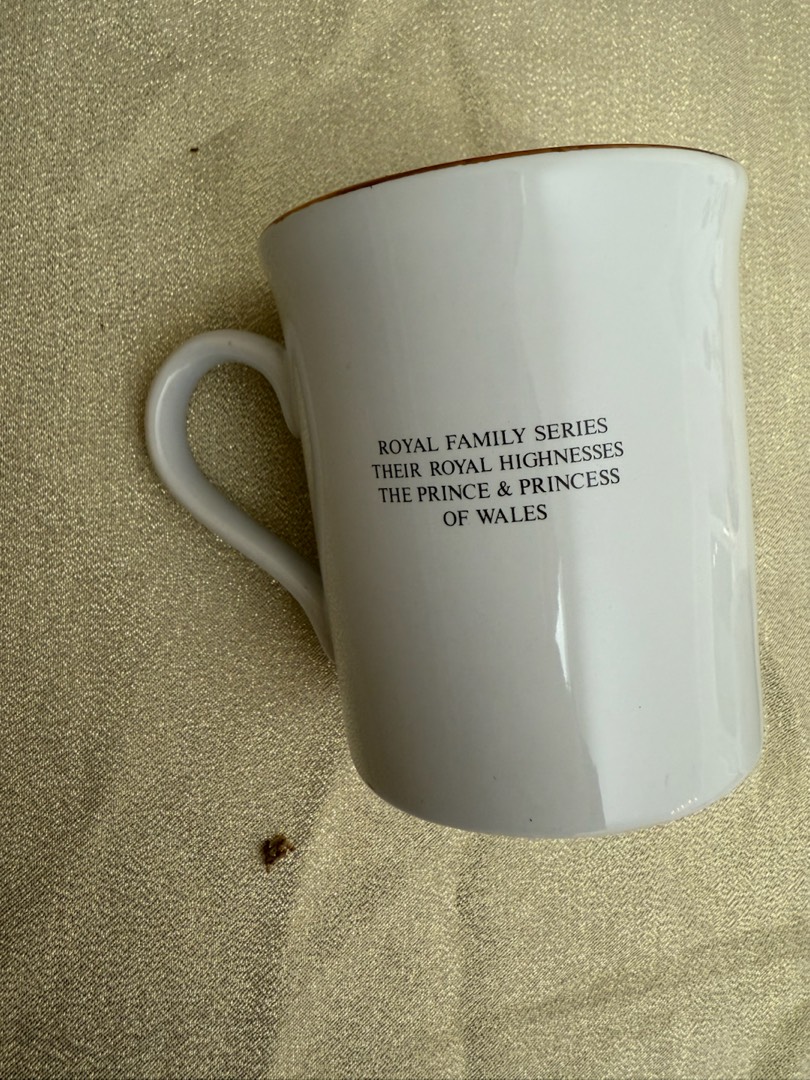 ROYAL FAMILY SERIES
THEIR ROYAL HIGHNESSES
THE PRINCE & PRINCESS
OF WALES